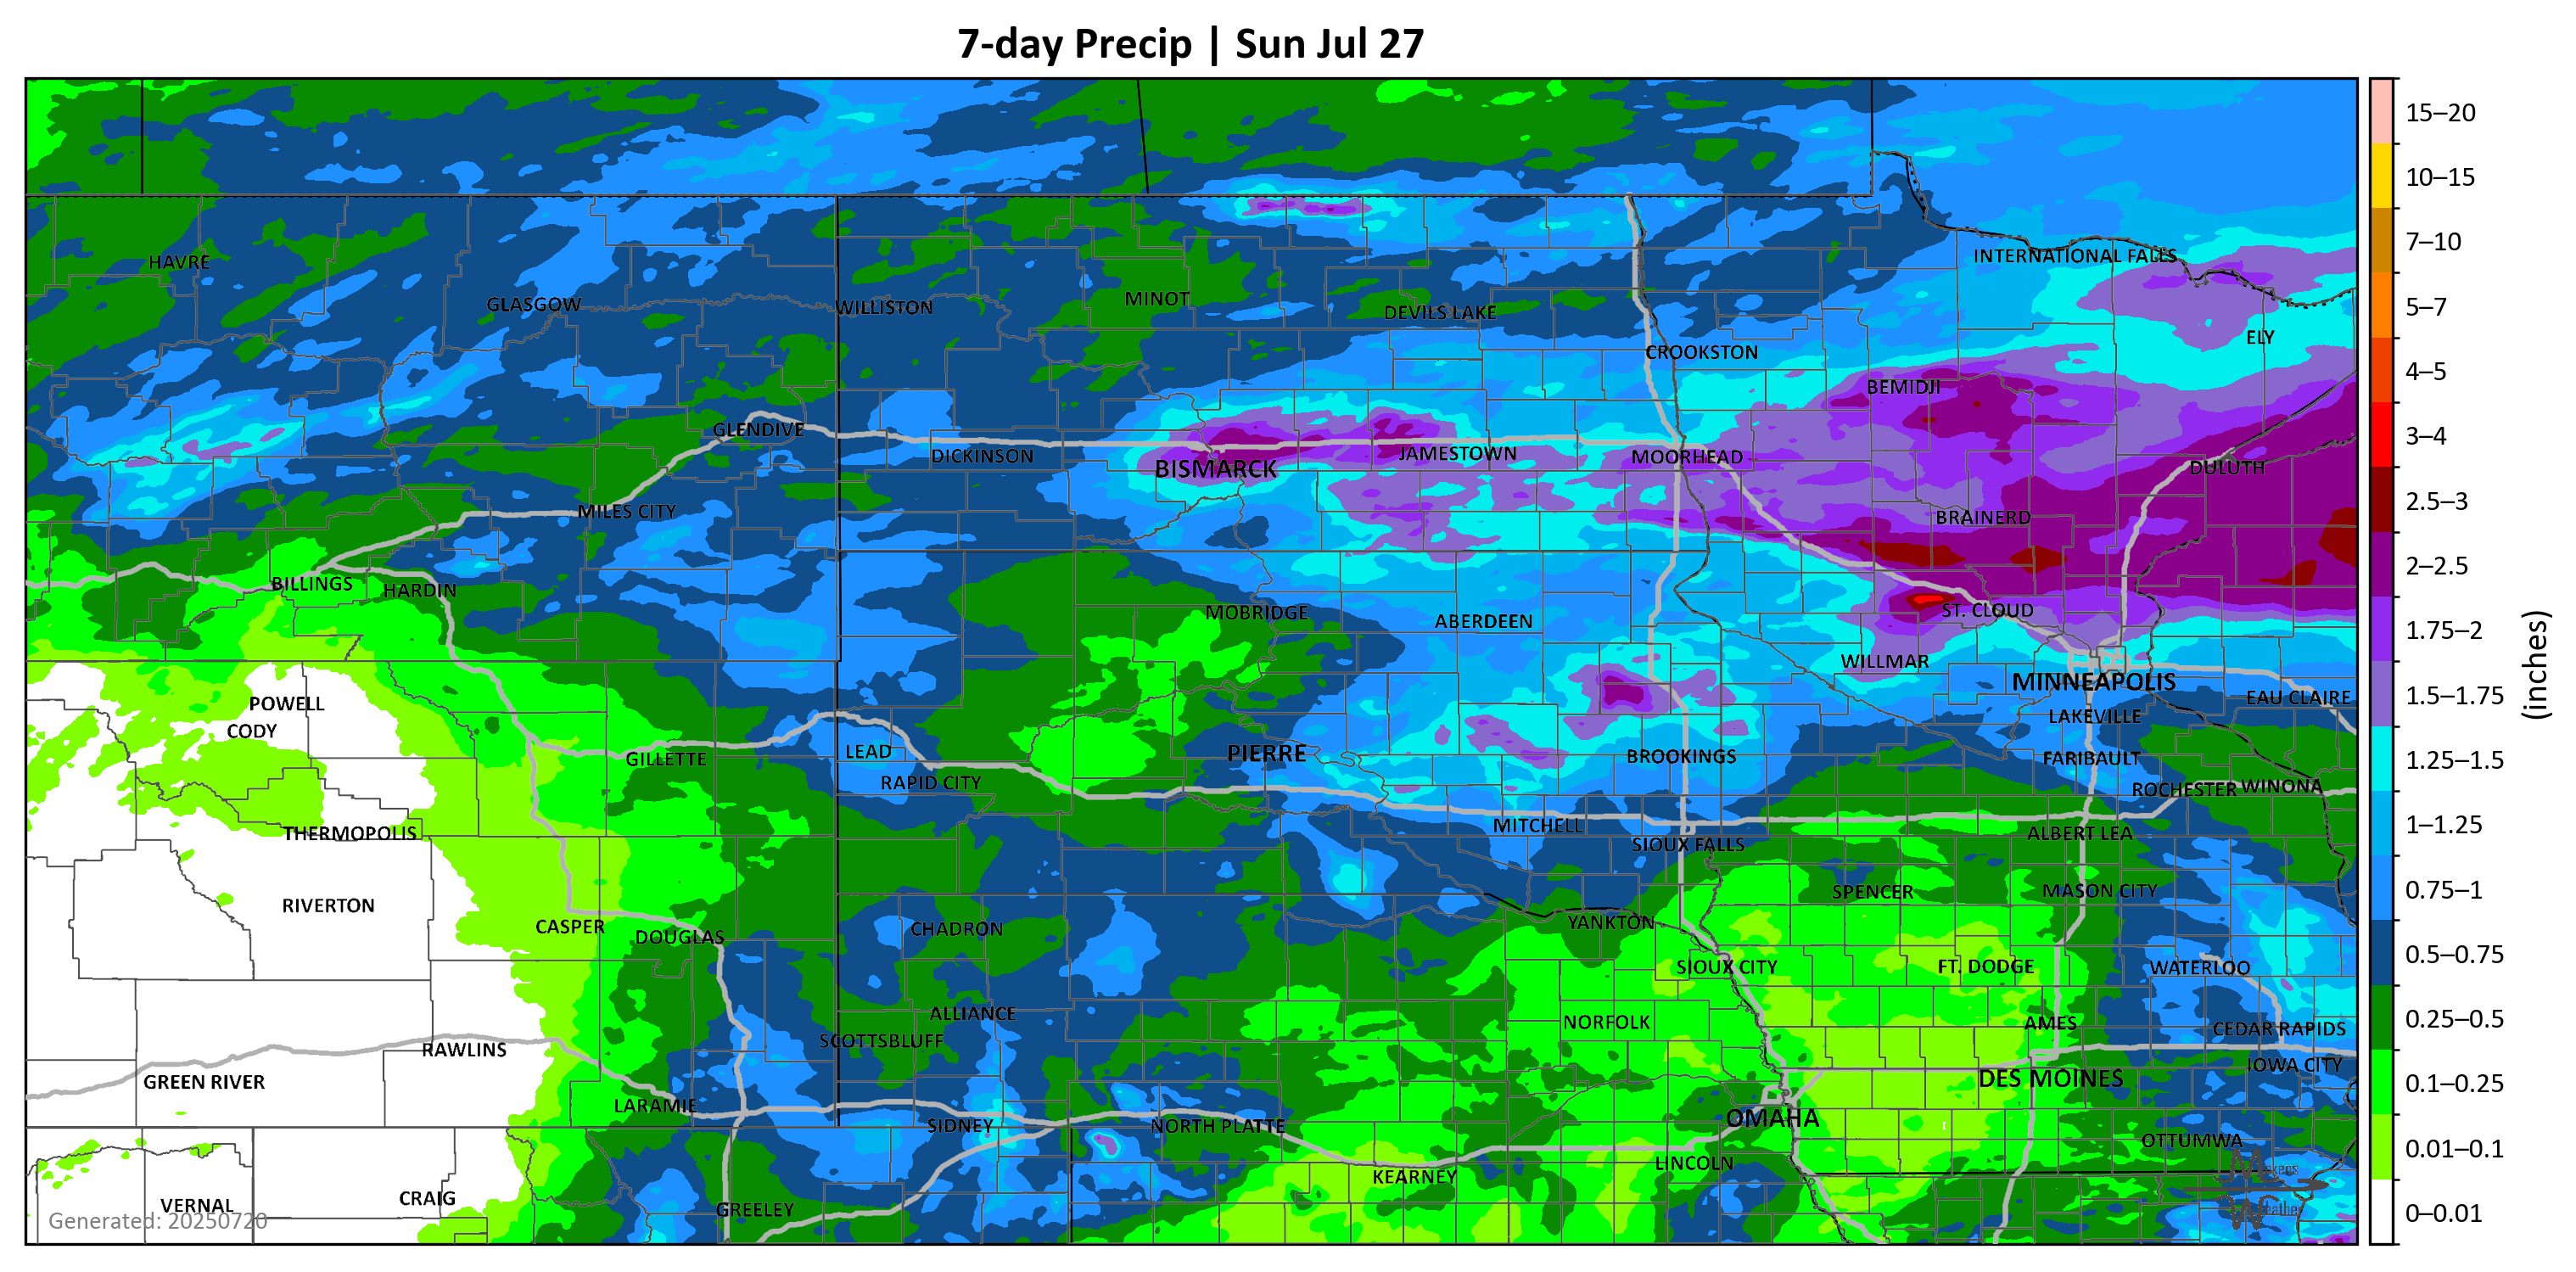 7-day Precip | Sun Jul 27
15–20
10–15
7–10
5–7
4–5
3–4
2.5–3
2–2.5
1.75–2
1.5–1.75
1.25–1.5
1–1.25
0.75–1
0.5–0.75
0.25–0.5
0.1–0.25
0.01–0.1
0–0.01
(inches)
INTERNATIONAL FALLS
HAVRE
GLASGOW
WILLISTON
MINOT
DEVILS LAKE
ELY
CROOKSTON
BEMIDJI
GLENDIVE
DICKINSON
BISMARCK
JAMESTOWN
MOORHEAD
DULUTH
MILES CITY
BRAINERD
BILLINGS
HARDIN
MOBRIDGE
ABERDEEN
ST. CLOUD
WILLMAR
MINNEAPOLIS
EAU CLAIRE
POWELL
CODY
LAKEVILLE
GILLETTE
LEAD
PIERRE
BROOKINGS
FARIBAULT
RAPID CITY
ROCHESTER
WINONA
THERMOPOLIS
MITCHELL
ALBERT LEA
SIOUX FALLS
RIVERTON
SPENCER
MASON CITY
CASPER
DOUGLAS
CHADRON
YANKTON
SIOUX CITY
FT. DODGE
WATERLOO
ALLIANCE
NORFOLK
AMES
CEDAR RAPIDS
SCOTTSBLUFF
RAWLINS
IOWA CITY
GREEN RIVER
DES MOINES
LARAMIE
OMAHA
SIDNEY
NORTH PLATTE
OTTUMWA
LINCOLN
KEARNEY
VERNAL
CRAIG
GREELEY
Generated: 20250720